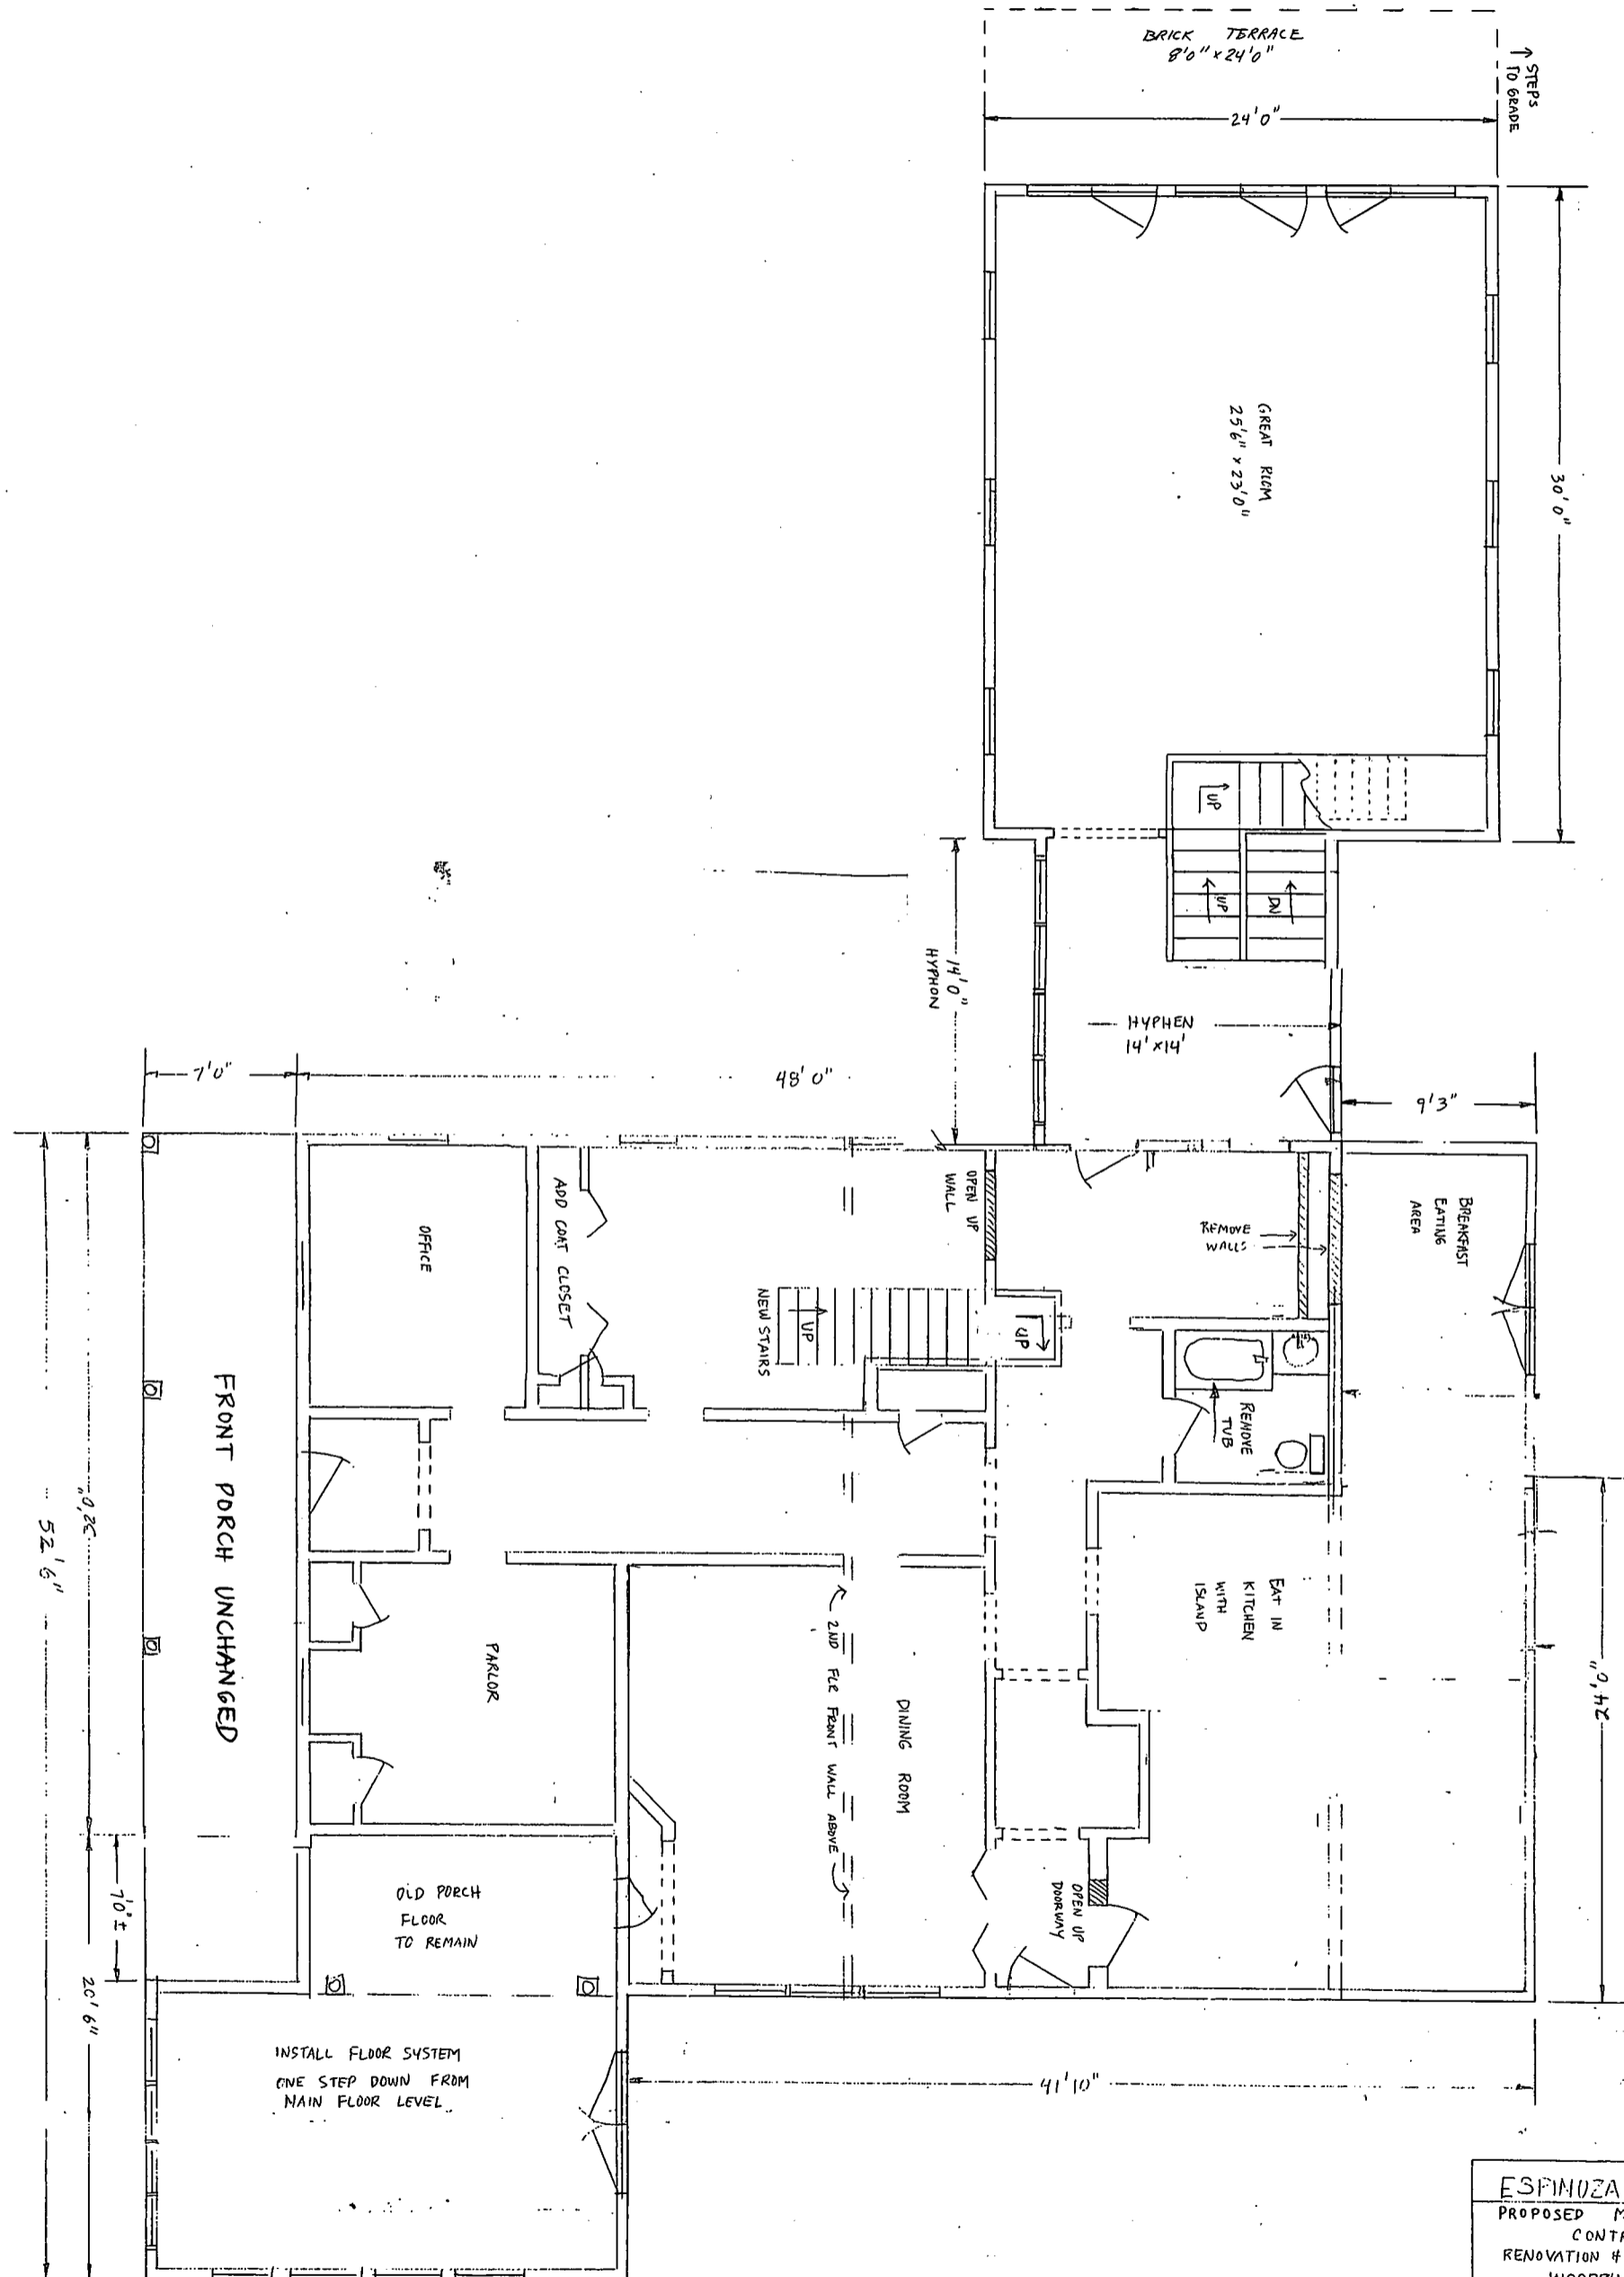 BRICK TERRACE
8'0" x 24'0"
↑ STEPS
TO GRADE
24'0"
30'0"
GREAT ROOM
25'6" x 23'0"
UP
UP
DN
14'0"
HYPHON
HYPHEN
14' x 14'
7'0"
48'0"
9'3"
OPEN UP
WALL
REMOVE
WALLS
BREAKFAST
EATING
AREA
OFFICE
ADD COAT CLOSET
NEW STAIRS
UP
UP
REMOVE
TUB
FRONT PORCH UNCHANGED
32'0"
52'6"
PARLOR
2ND FLR FRONT WALL ABOVE
DINING ROOM
EAT IN
KITCHEN
WITH
ISLAND
24'0"
OPEN UP
DOORWAY
OLD PORCH
FLOOR
TO REMAIN
7'0" ±
20'6"
INSTALL FLOOR SYSTEM
ONE STEP DOWN FROM
MAIN FLOOR LEVEL
41'10"
ESPINOZA
PROPOSED
RENOVATION #